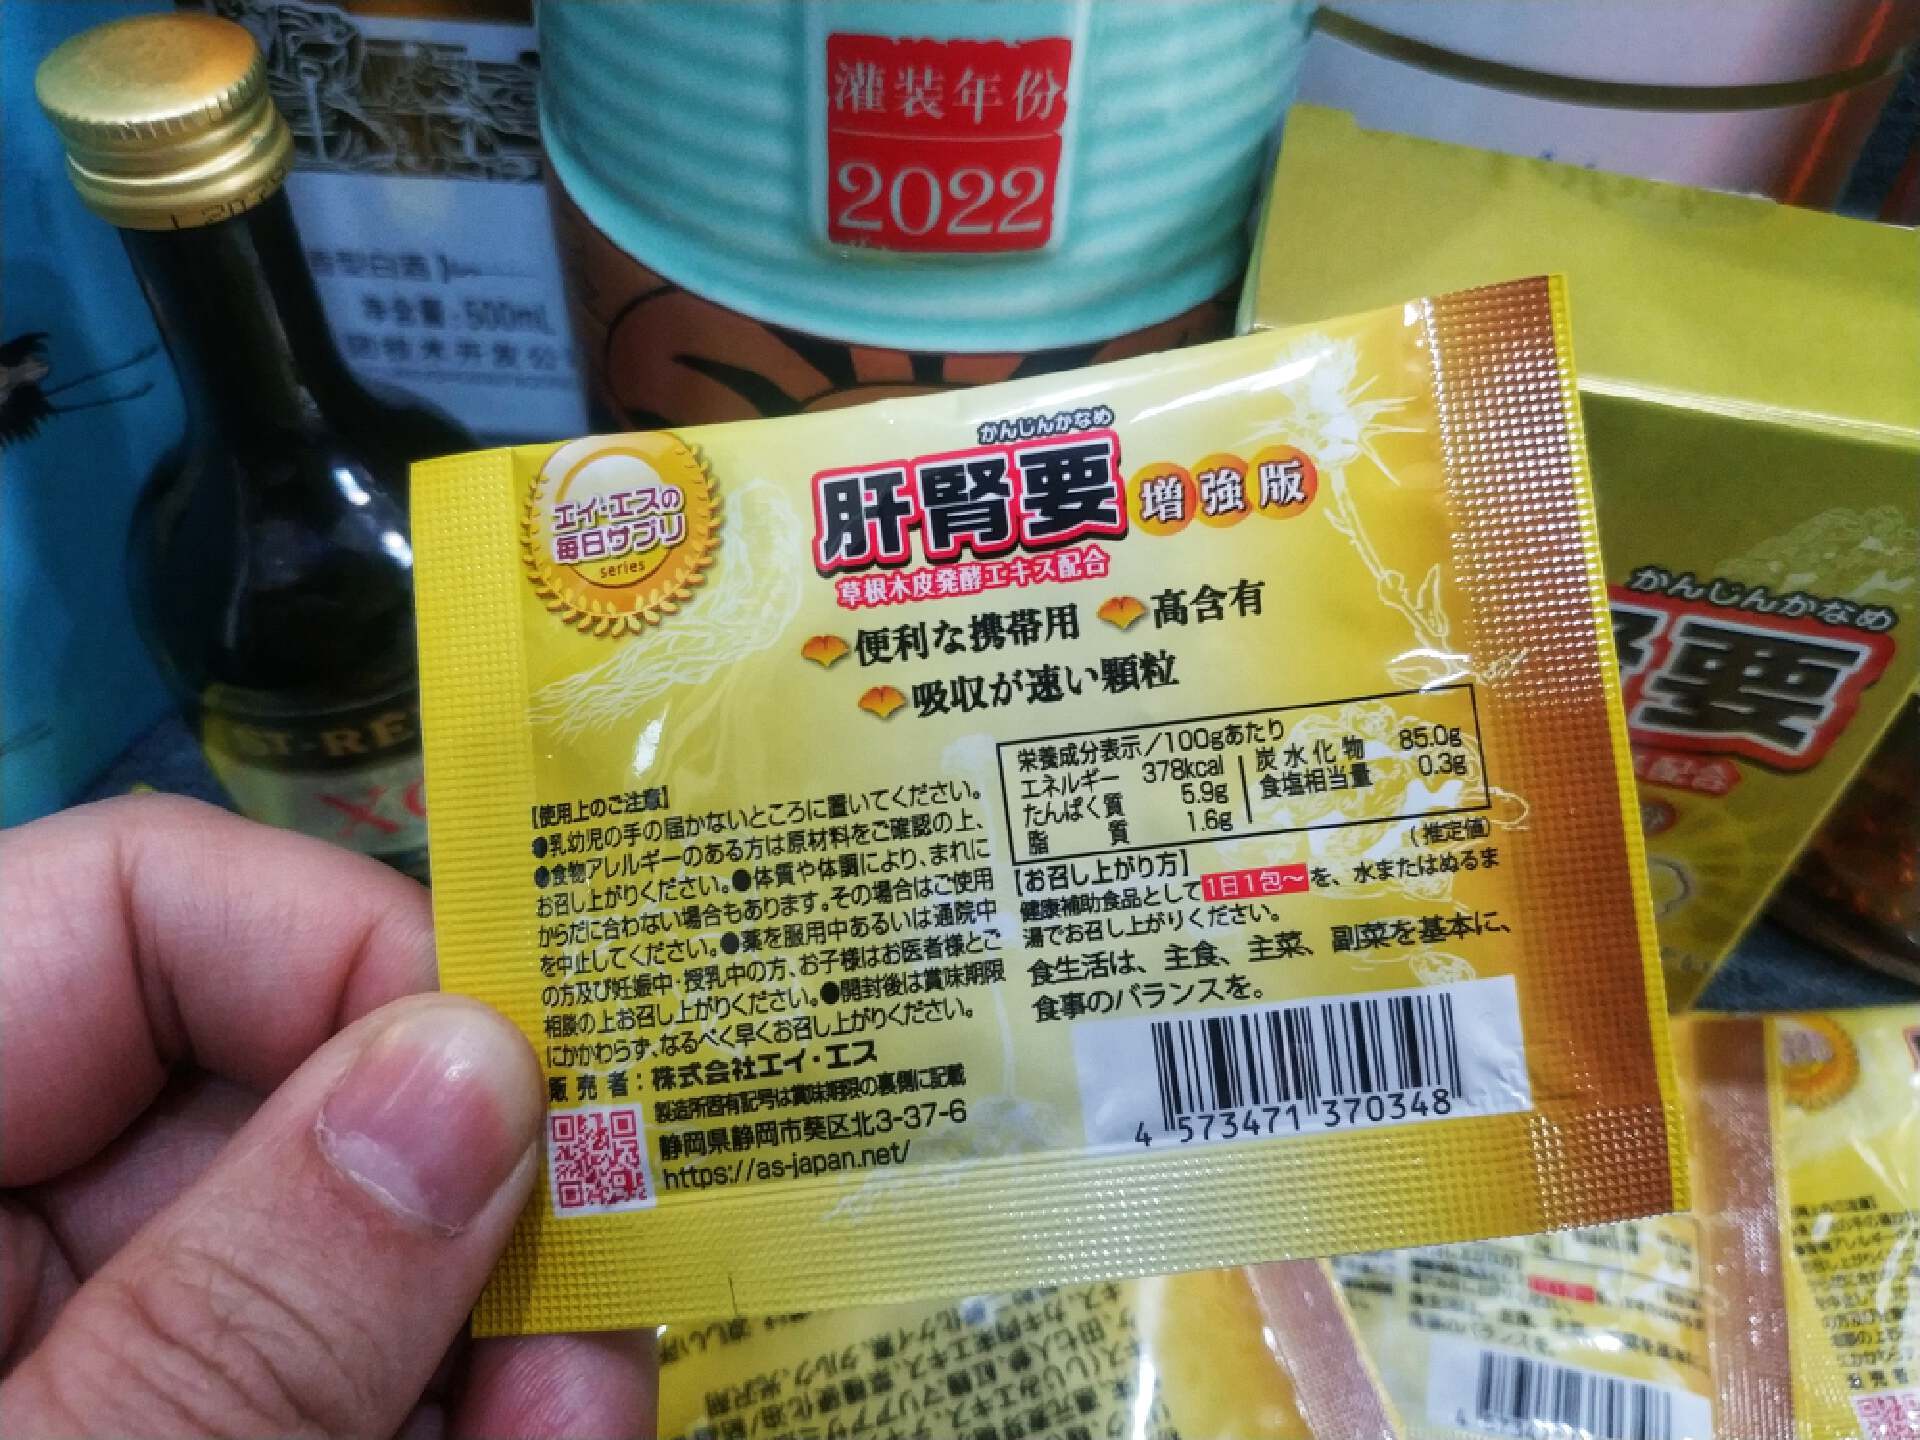 灌装年份
2022
香型白酒】
净含量:500mL
ST-RE
XO
かんじんかなめ
エイ・エスの
毎日サプリ
series
肝腎要 増強版
草根木皮発酵エキス配合
便利な携帯用 高含有
吸収が速い顆粒
栄養成分表示/100gあたり
エネルギー 378kcal
たんぱく質 5.9g
脂質 1.6g
炭水化物 85.0g
食塩相当量 0.3g
(推定値)
【使用上のご注意】
●乳幼児の手の届かないところに置いてください。
●食物アレルギーのある方は原材料をご確認の上、
お召し上がりください。●体質や体調により、まれに
からだに合わない場合もあります。その場合はご使用
を中止してください。●薬を服用中あるいは通院中
の方及び妊娠中・授乳中の方、お子様はお医者様とご
相談の上お召し上がりください。●開封後は賞味期限
にかかわらず、なるべく早くお召し上がりください。
販売者:株式会社エイ・エス
製造所固有記号は賞味期限の裏側に記載
静岡県静岡市葵区北3-37-6
https://as-japan.net/
【お召し上がり方】
健康補助食品として1日1包~を、水またはぬるま
湯でお召し上がりください。
食生活は、主食、主菜、副菜を基本に、
食事のバランスを。
4 573471 370348
かんじんかなめ
要
ス配合